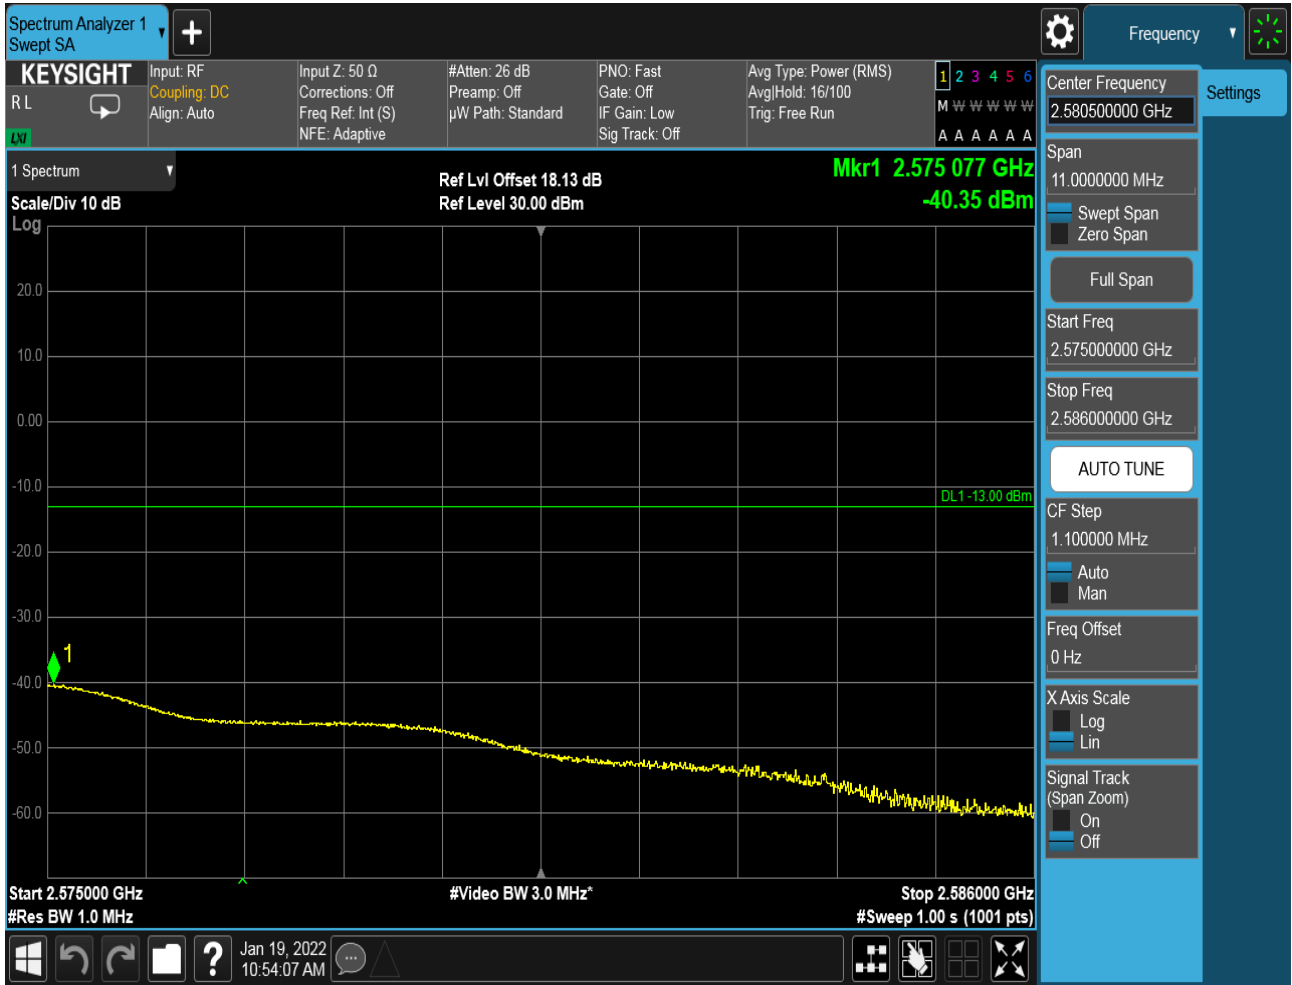 Spectrum Analyzer 1
Swept SA
Frequency
KEYSIGHT
R L
LXI
Input: RF
Coupling: DC
Align: Auto
Input Z: 50 Ω
Corrections: Off
Freq Ref: Int (S)
NFE: Adaptive
#Atten: 26 dB
Preamp: Off
µW Path: Standard
PNO: Fast
Gate: Off
IF Gain: Low
Sig Track: Off
Avg Type: Power (RMS)
Avg|Hold: 16/100
Trig: Free Run
1 2 3 4 5 6
M W W W W W
A A A A A A
1 Spectrum
Scale/Div 10 dB
Log
Ref Lvl Offset 18.13 dB
Ref Level 30.00 dBm
Mkr1 2.575 077 GHz
-40.35 dBm
20.0
10.0
0.00
-10.0
DL1 -13.00 dBm
-20.0
-30.0
1
-40.0
-50.0
-60.0
Start 2.575000 GHz
#Video BW 3.0 MHz*
Stop 2.586000 GHz
#Res BW 1.0 MHz
#Sweep 1.00 s (1001 pts)
?
Jan 19, 2022
10:54:07 AM
Center Frequency
2.580500000 GHz
Settings
Span
11.0000000 MHz
Swept Span
Zero Span
Full Span
Start Freq
2.575000000 GHz
Stop Freq
2.586000000 GHz
AUTO TUNE
CF Step
1.100000 MHz
Auto
Man
Freq Offset
0 Hz
X Axis Scale
Log
Lin
Signal Track
(Span Zoom)
On
Off